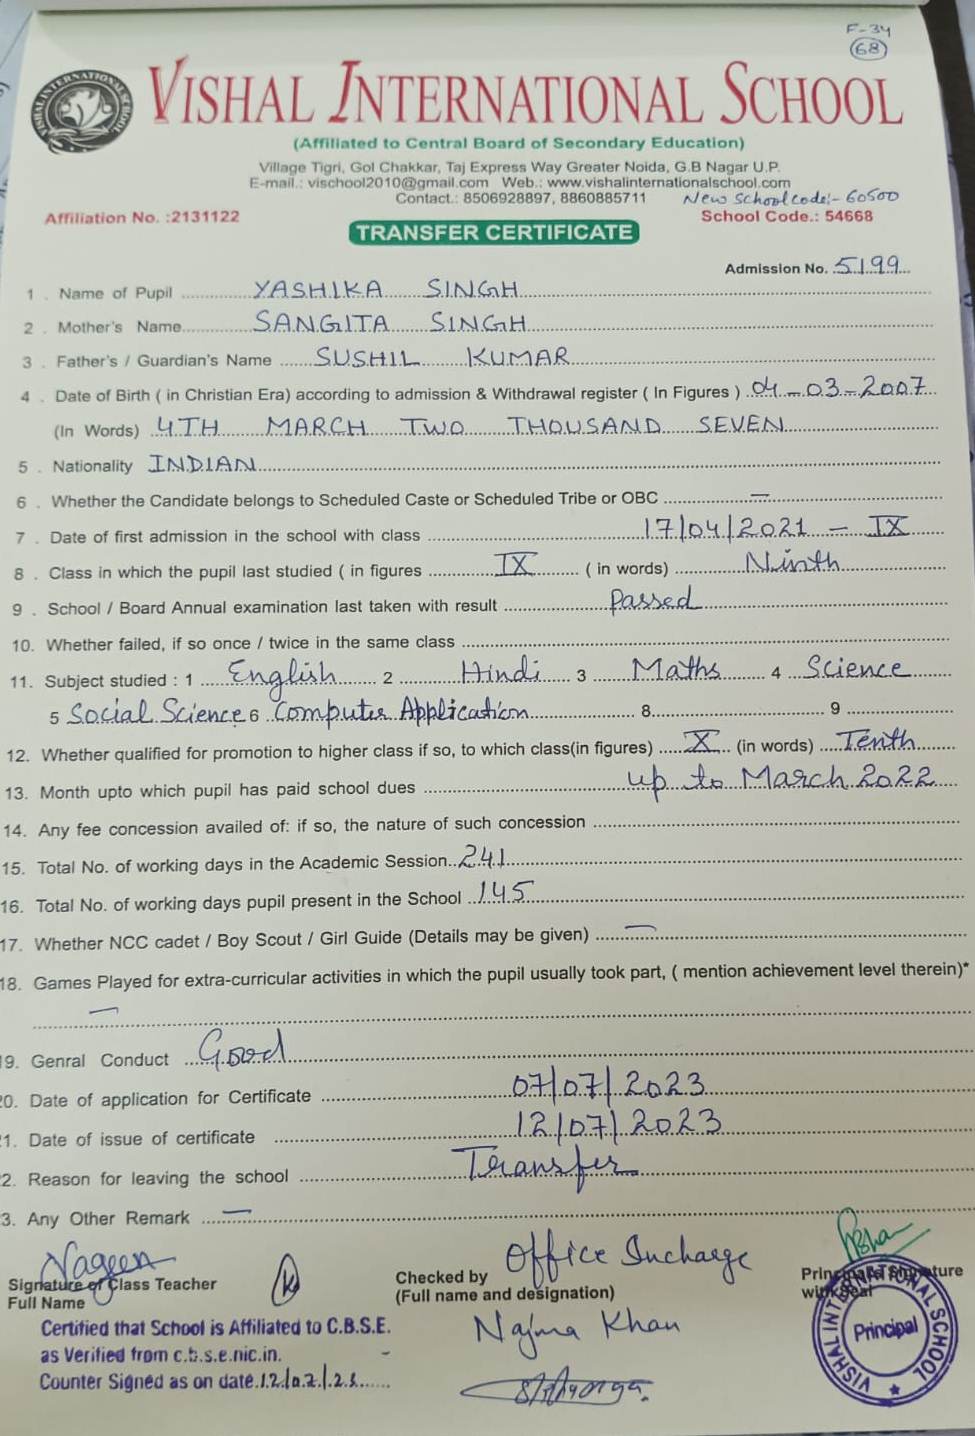 F-34
68
VISHAL INTERNATIONAL SCHOOL
(Affiliated to Central Board of Secondary Education)
Village Tigri, Gol Chakkar, Taj Express Way Greater Noida, G.B Nagar U.P.
E-mail.: vischool2010@gmail.com Web.: www.vishalinternationalschool.com
Contact.: 8506928897, 8860885711 New School code:- 60500
Affiliation No. :2131122 School Code.: 54668
TRANSFER CERTIFICATE
Admission No. 5199
1 . Name of Pupil YASHIKA SINGH
2 . Mother's Name SANGITA SINGH
3 . Father's / Guardian's Name SUSHIL KUMAR
4 . Date of Birth ( in Christian Era) according to admission & Withdrawal register ( In Figures ) 04-03-2007
(In Words) 4TH MARCH TWO THOUSAND SEVEN
5 . Nationality INDIAN
6 . Whether the Candidate belongs to Scheduled Caste or Scheduled Tribe or OBC —
7 . Date of first admission in the school with class 17/04/2021 - IX
8 . Class in which the pupil last studied ( in figures IX ( in words) Ninth
9 . School / Board Annual examination last taken with result Passed
10. Whether failed, if so once / twice in the same class
11. Subject studied : 1 English 2 Hindi 3 Maths 4 Science
5 Social Science 6 Computer Application 8 9
12. Whether qualified for promotion to higher class if so, to which class(in figures) X (in words) Tenth
13. Month upto which pupil has paid school dues up to March 2022
14. Any fee concession availed of: if so, the nature of such concession
15. Total No. of working days in the Academic Session 241
16. Total No. of working days pupil present in the School 145
17. Whether NCC cadet / Boy Scout / Girl Guide (Details may be given) —
18. Games Played for extra-curricular activities in which the pupil usually took part, ( mention achievement level therein)*
—
9. Genral Conduct Good
0. Date of application for Certificate 07/07/2023
1. Date of issue of certificate 12/07/2023
2. Reason for leaving the school Transfer
3. Any Other Remark —
Nageen Office Incharge
Signature of Class Teacher Checked by Principal's Signature
Full Name (Full name and designation) with Seal
Najma Khan
Certified that School is Affiliated to C.B.S.E.
as Verified from c.b.s.e.nic.in.
Counter Signed as on date
VISHAL INTERNATIONAL SCHOOL
Principal